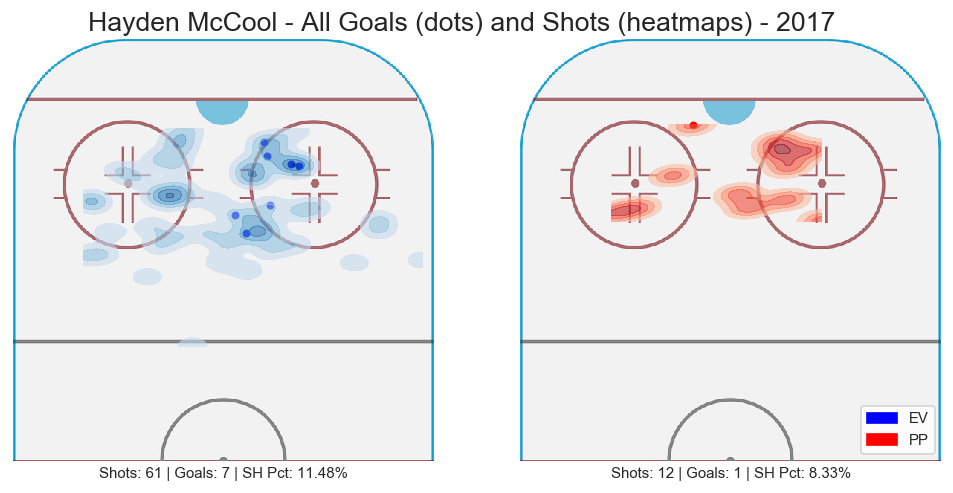 Hayden McCool - All Goals (dots) and Shots (heatmaps) - 2017
EV
PP
Shots: 61 | Goals: 7 | SH Pct: 11.48%
Shots: 12 | Goals: 1 | SH Pct: 8.33%